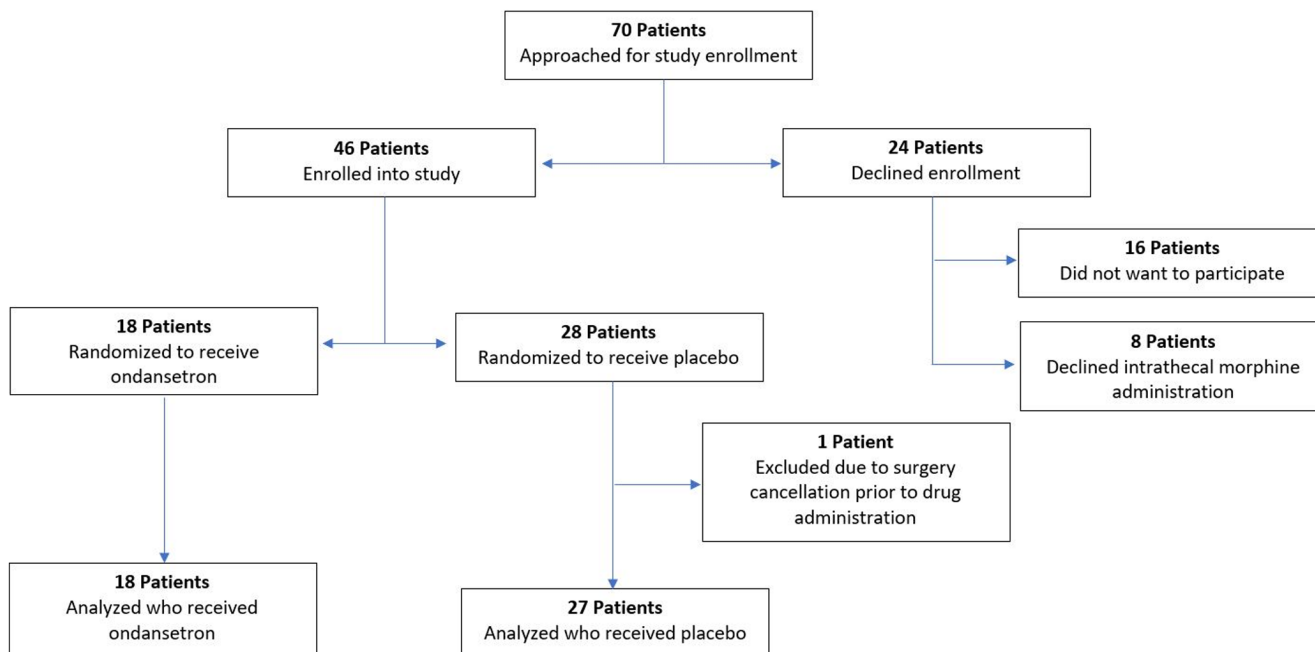 70 Patients
Approached for study enrollment
46 Patients
Enrolled into study
24 Patients
Declined enrollment
16 Patients
Did not want to participate
8 Patients
Declined intrathecal morphine
administration
18 Patients
Randomized to receive
ondansetron
28 Patients
Randomized to receive placebo
1 Patient
Excluded due to surgery
cancellation prior to drug
administration
18 Patients
Analyzed who received
ondansetron
27 Patients
Analyzed who received placebo